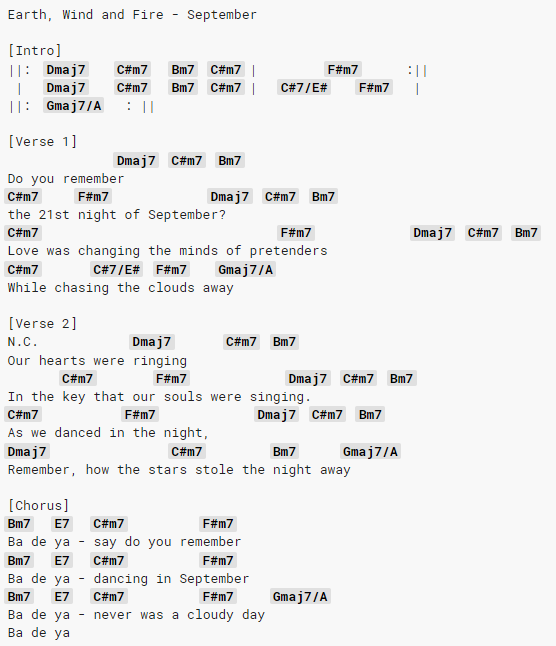 Earth, Wind and Fire - September
[Intro]
||: Dmaj7 C#m7 Bm7 C#m7 | F#m7 :||
| Dmaj7 C#m7 Bm7 C#m7 | C#7/E# F#m7 |
||: Gmaj7/A : ||
[Verse 1]
Dmaj7 C#m7 Bm7
Do you remember
C#m7 F#m7 Dmaj7 C#m7 Bm7
the 21st night of September?
C#m7 F#m7 Dmaj7 C#m7 Bm7
Love was changing the minds of pretenders
C#m7 C#7/E# F#m7 Gmaj7/A
While chasing the clouds away
[Verse 2]
N.C. Dmaj7 C#m7 Bm7
Our hearts were ringing
C#m7 F#m7 Dmaj7 C#m7 Bm7
In the key that our souls were singing.
C#m7 F#m7 Dmaj7 C#m7 Bm7
As we danced in the night,
Dmaj7 C#m7 Bm7 Gmaj7/A
Remember, how the stars stole the night away
[Chorus]
Bm7 E7 C#m7 F#m7
Ba de ya - say do you remember
Bm7 E7 C#m7 F#m7
Ba de ya - dancing in September
Bm7 E7 C#m7 F#m7 Gmaj7/A
Ba de ya - never was a cloudy day
Ba de ya